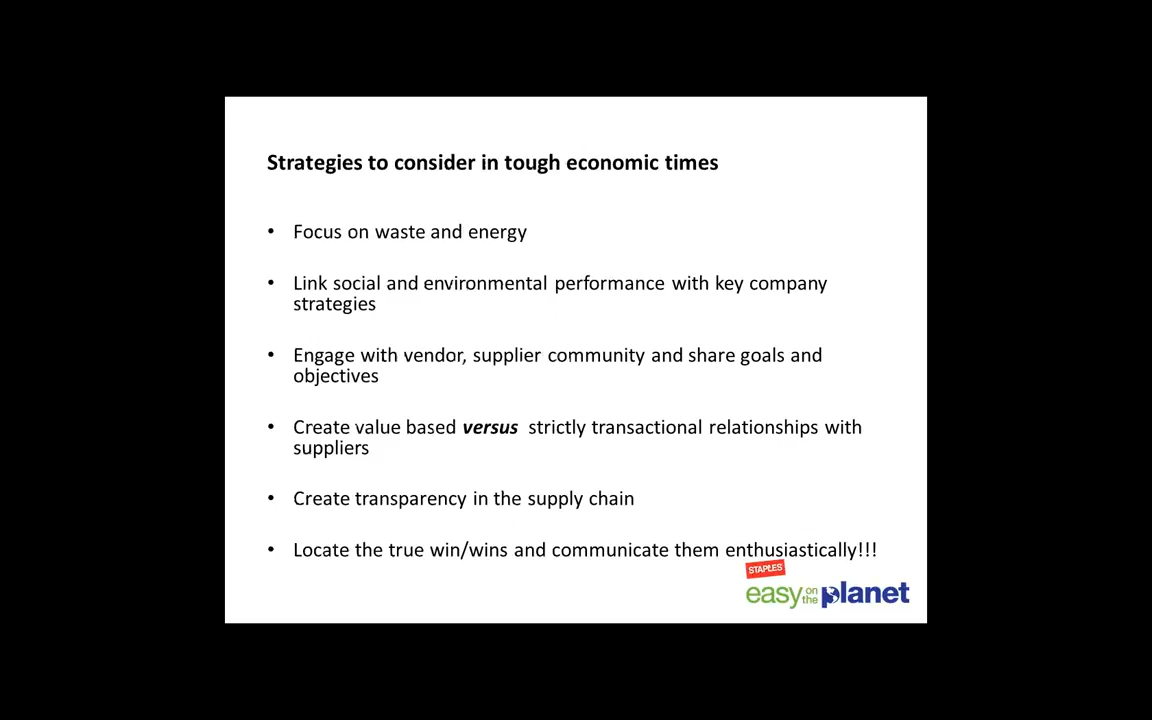 Strategies to consider in tough economic times
• Focus on waste and energy
• Link social and environmental performance with key company
strategies
• Engage with vendor, supplier community and share goals and
objectives
• Create value based versus strictly transactional relationships with
suppliers
• Create transparency in the supply chain
• Locate the true win/wins and communicate them enthusiastically!!!
STAPLES
easy on the planet